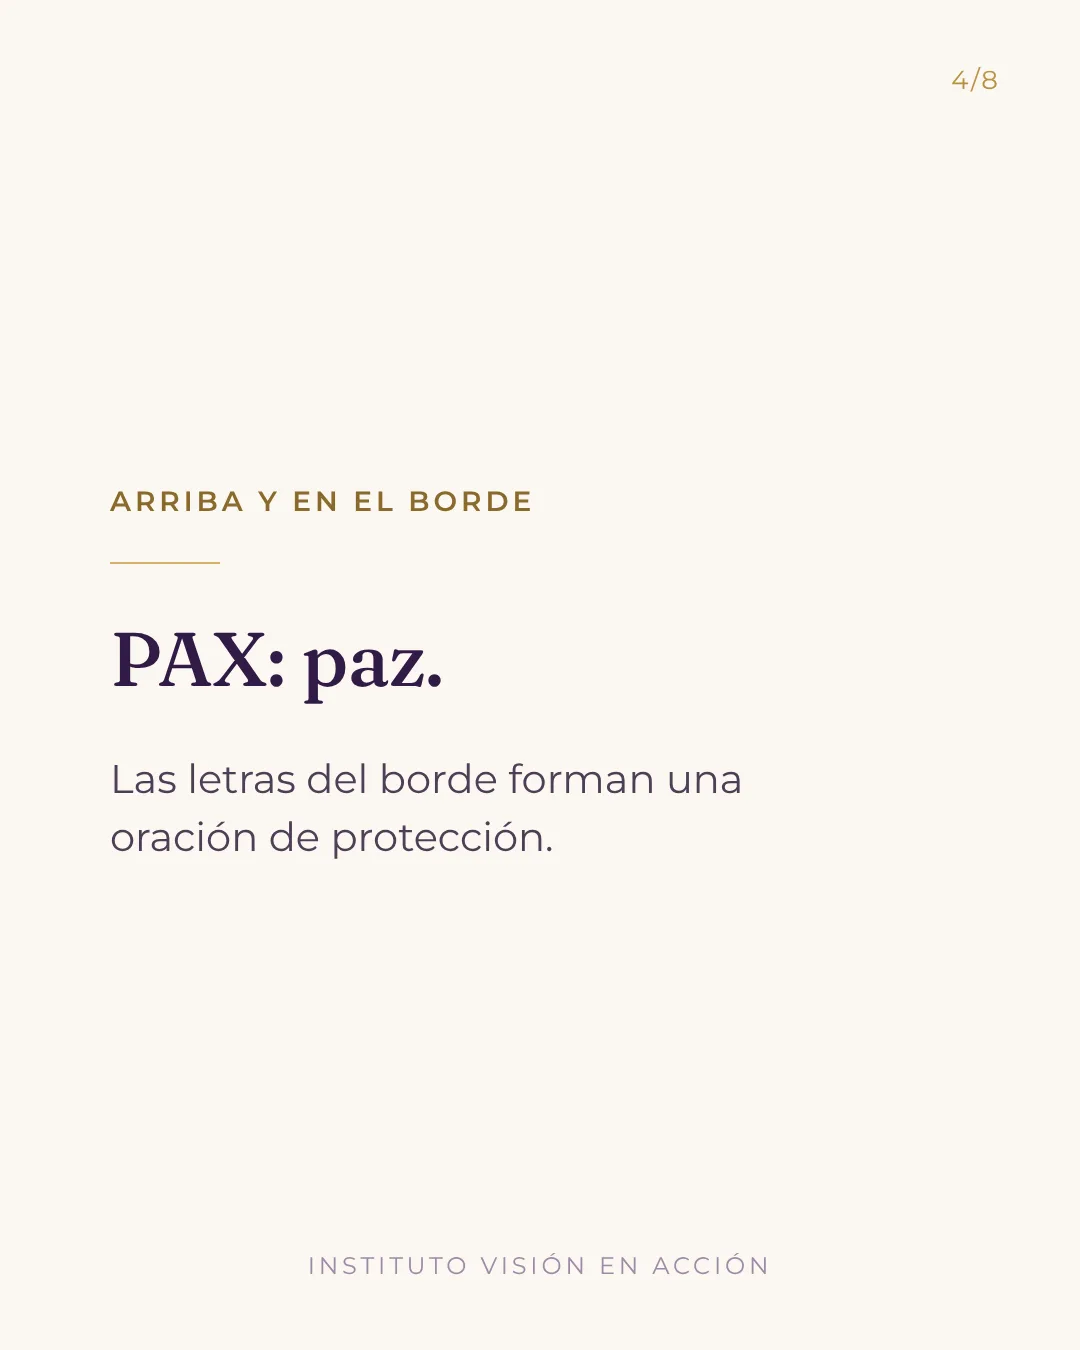 4/8
ARRIBA Y EN EL BORDE
PAX: paz.
Las letras del borde forman una
oración de protección.
INSTITUTO VISIÓN EN ACCIÓN